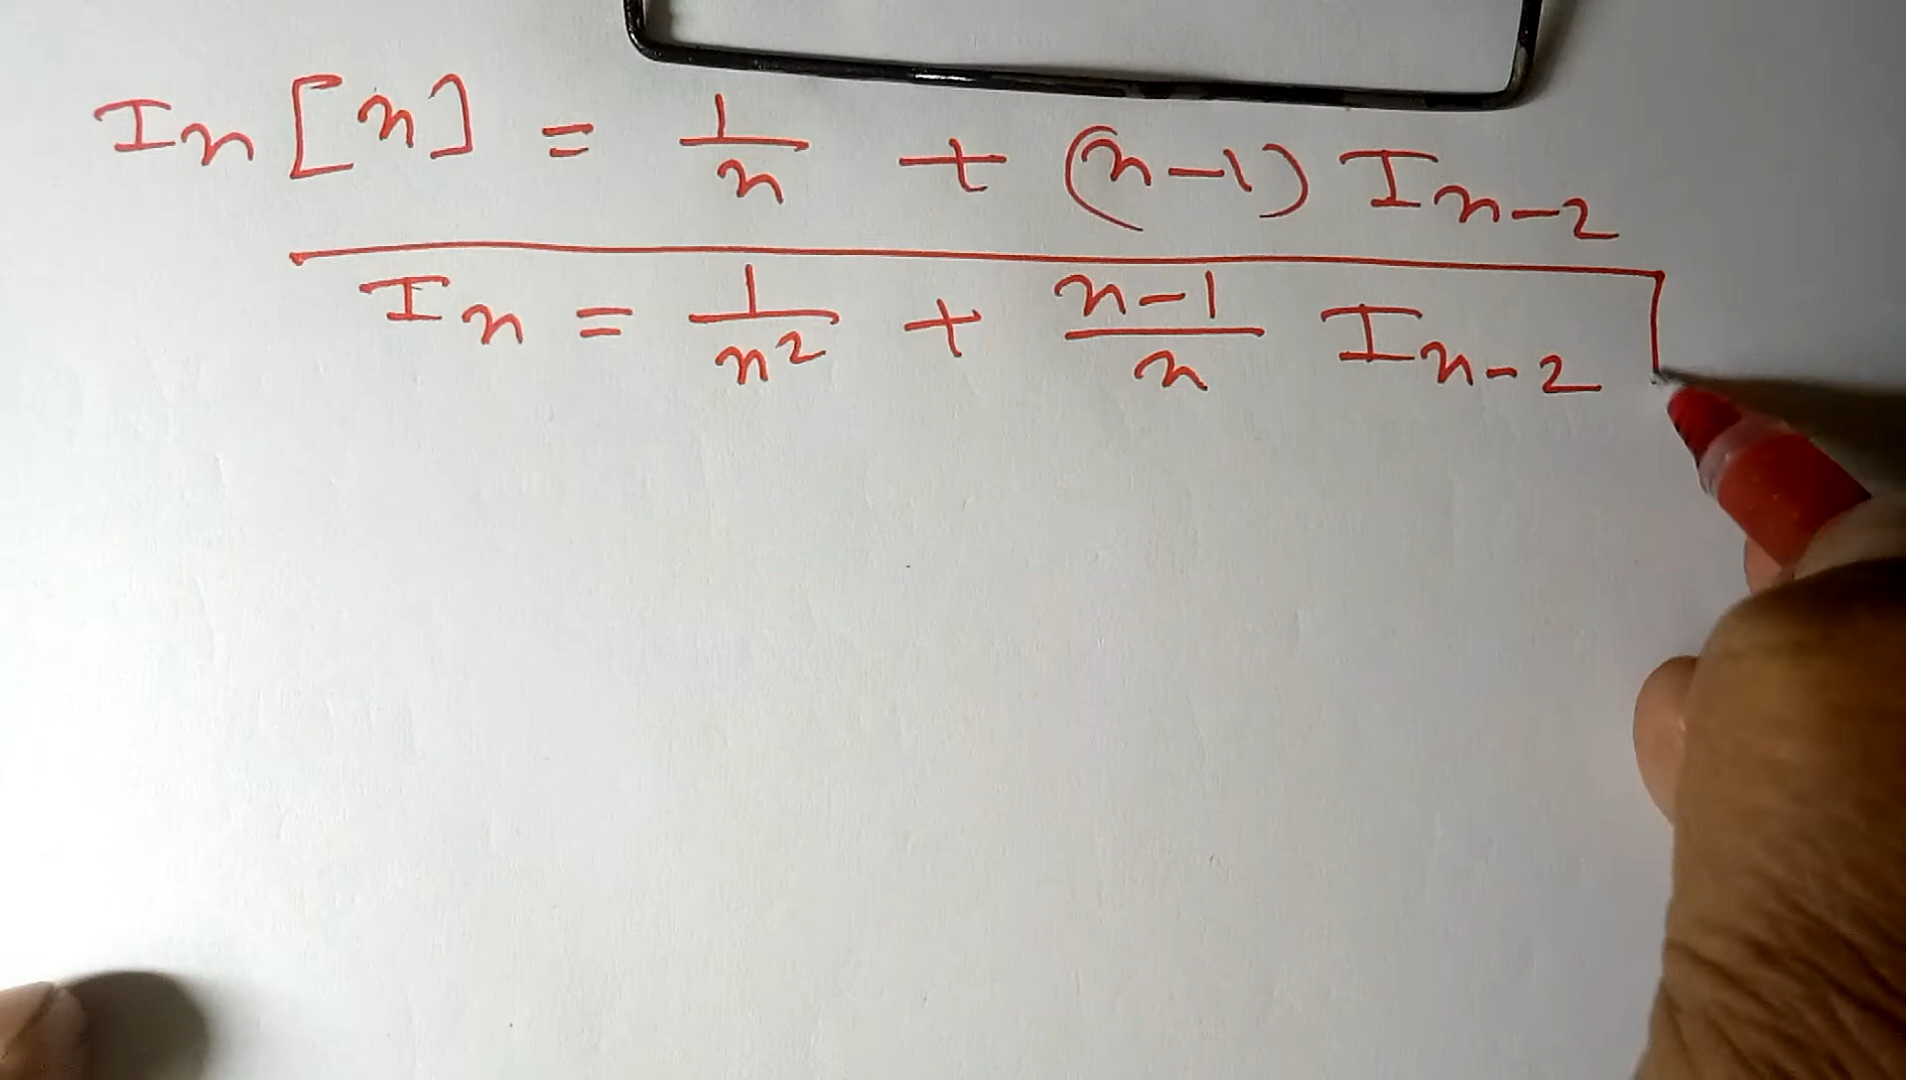 In [n] = 1/n + (n-1) In-2
In = 1/n² + n-1/n In-2